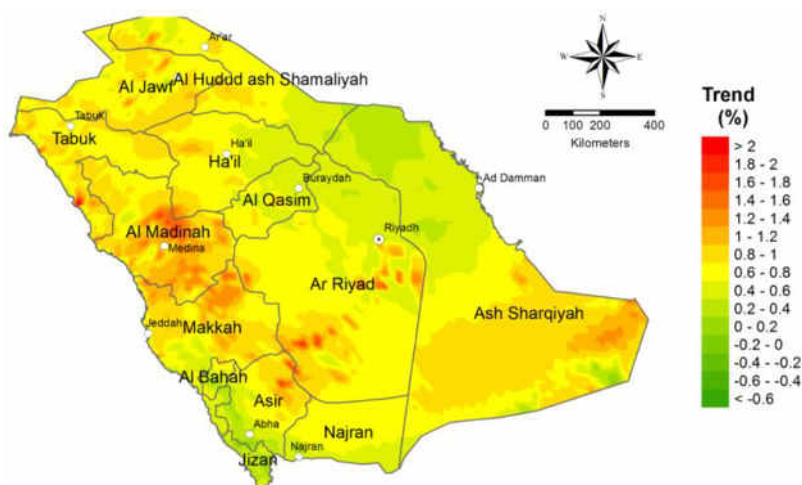 N
W E
S
0 100 200 400
Kilometers
Trend
(%)
> 2
1.8 - 2
1.6 - 1.8
1.4 - 1.6
1.2 - 1.4
1 - 1.2
0.8 - 1
0.6 - 0.8
0.4 - 0.6
0.2 - 0.4
0 - 0.2
-0.2 - 0
-0.4 - -0.2
-0.6 - -0.4
< -0.6
Ar'ar
Al Jawf
Al Hudud ash Shamaliyah
Tabuk
Tabuk
Ha'il
Ha'il
Buraydah
Al Qasim
Ad Damman
Al Madinah
Medina
Riyadh
Ar Riyad
Ash Sharqiyah
Jeddah
Makkah
Al Bahah
Asir
Abha
Najran
Najran
Jizan